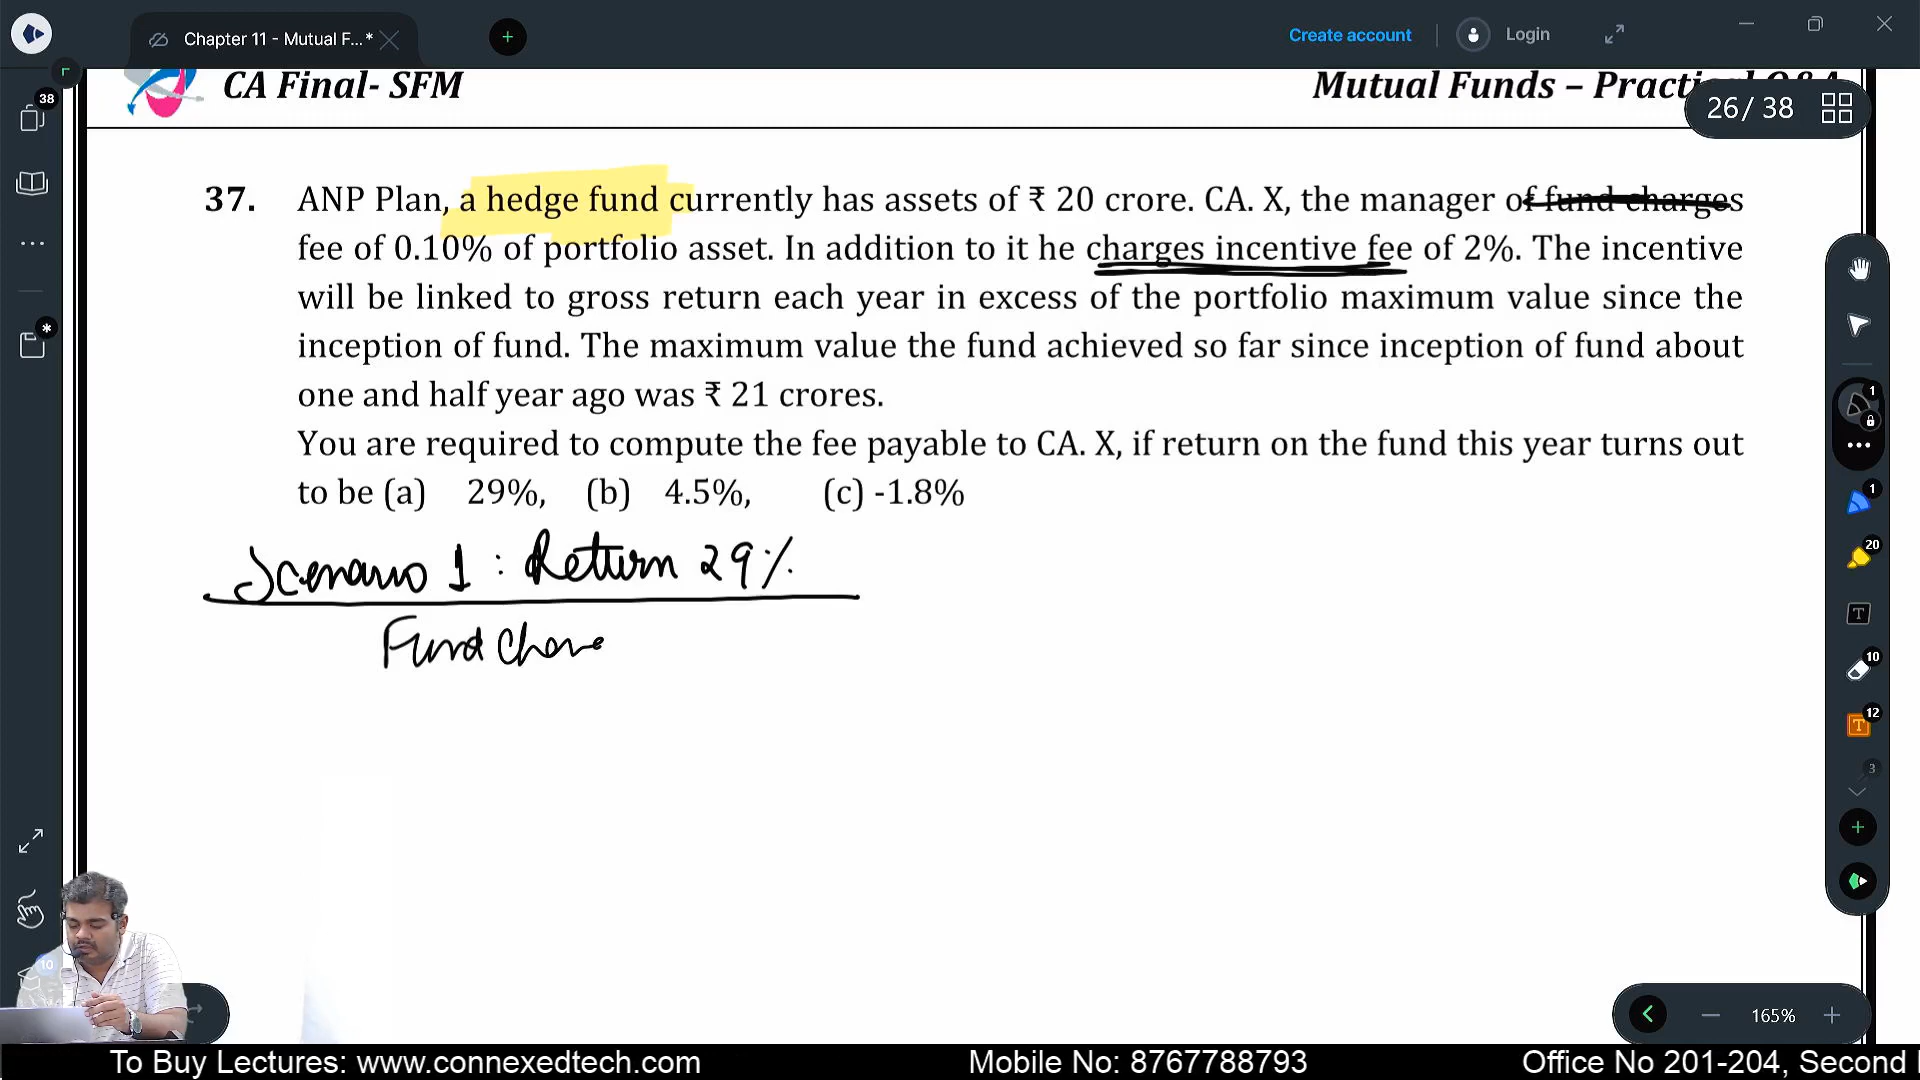 Chapter 11 - Mutual F...*
Create account
Login
38
CA Final- SFM
Mutual Funds –
26/ 38
37. ANP Plan, a hedge fund currently has assets of ₹ 20 crore. CA. X, the manager of fund charges
fee of 0.10% of portfolio asset. In addition to it he charges incentive fee of 2%. The incentive
will be linked to gross return each year in excess of the portfolio maximum value since the
inception of fund. The maximum value the fund achieved so far since inception of fund about
one and half year ago was ₹ 21 crores.
You are required to compute the fee payable to CA. X, if return on the fund this year turns out
to be (a) 29%, (b) 4.5%, (c) -1.8%
Scenario 1 : Return 29%
Fund
1
1
20
T
10
T
12
3
10
165%
To Buy Lectures: www.connexedtech.com
Mobile No: 8767788793
Office No 201-204, Second